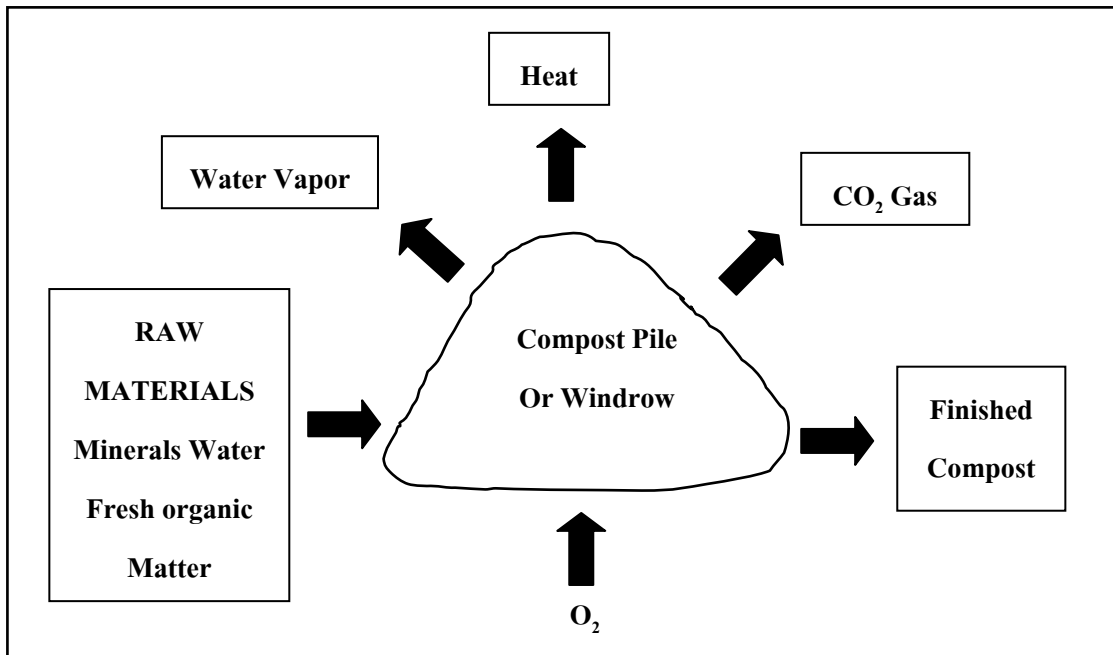 Heat
Water Vapor
CO₂ Gas
RAW
MATERIALS
Minerals Water
Fresh organic
Matter
Compost Pile
Or Windrow
Finished
Compost
O₂